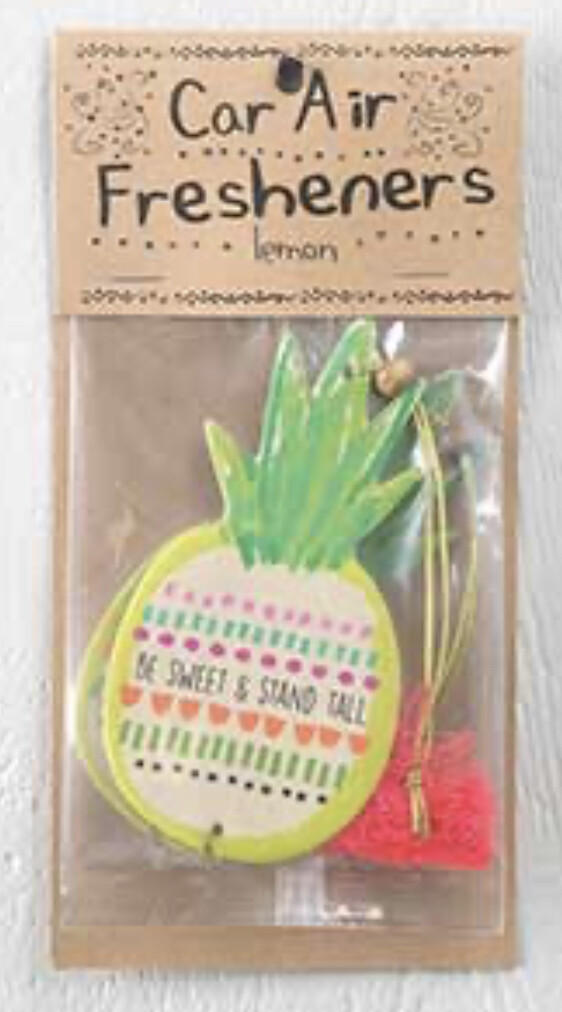 Car Air
Fresheners
lemon
BE SWEET & STAND TALL